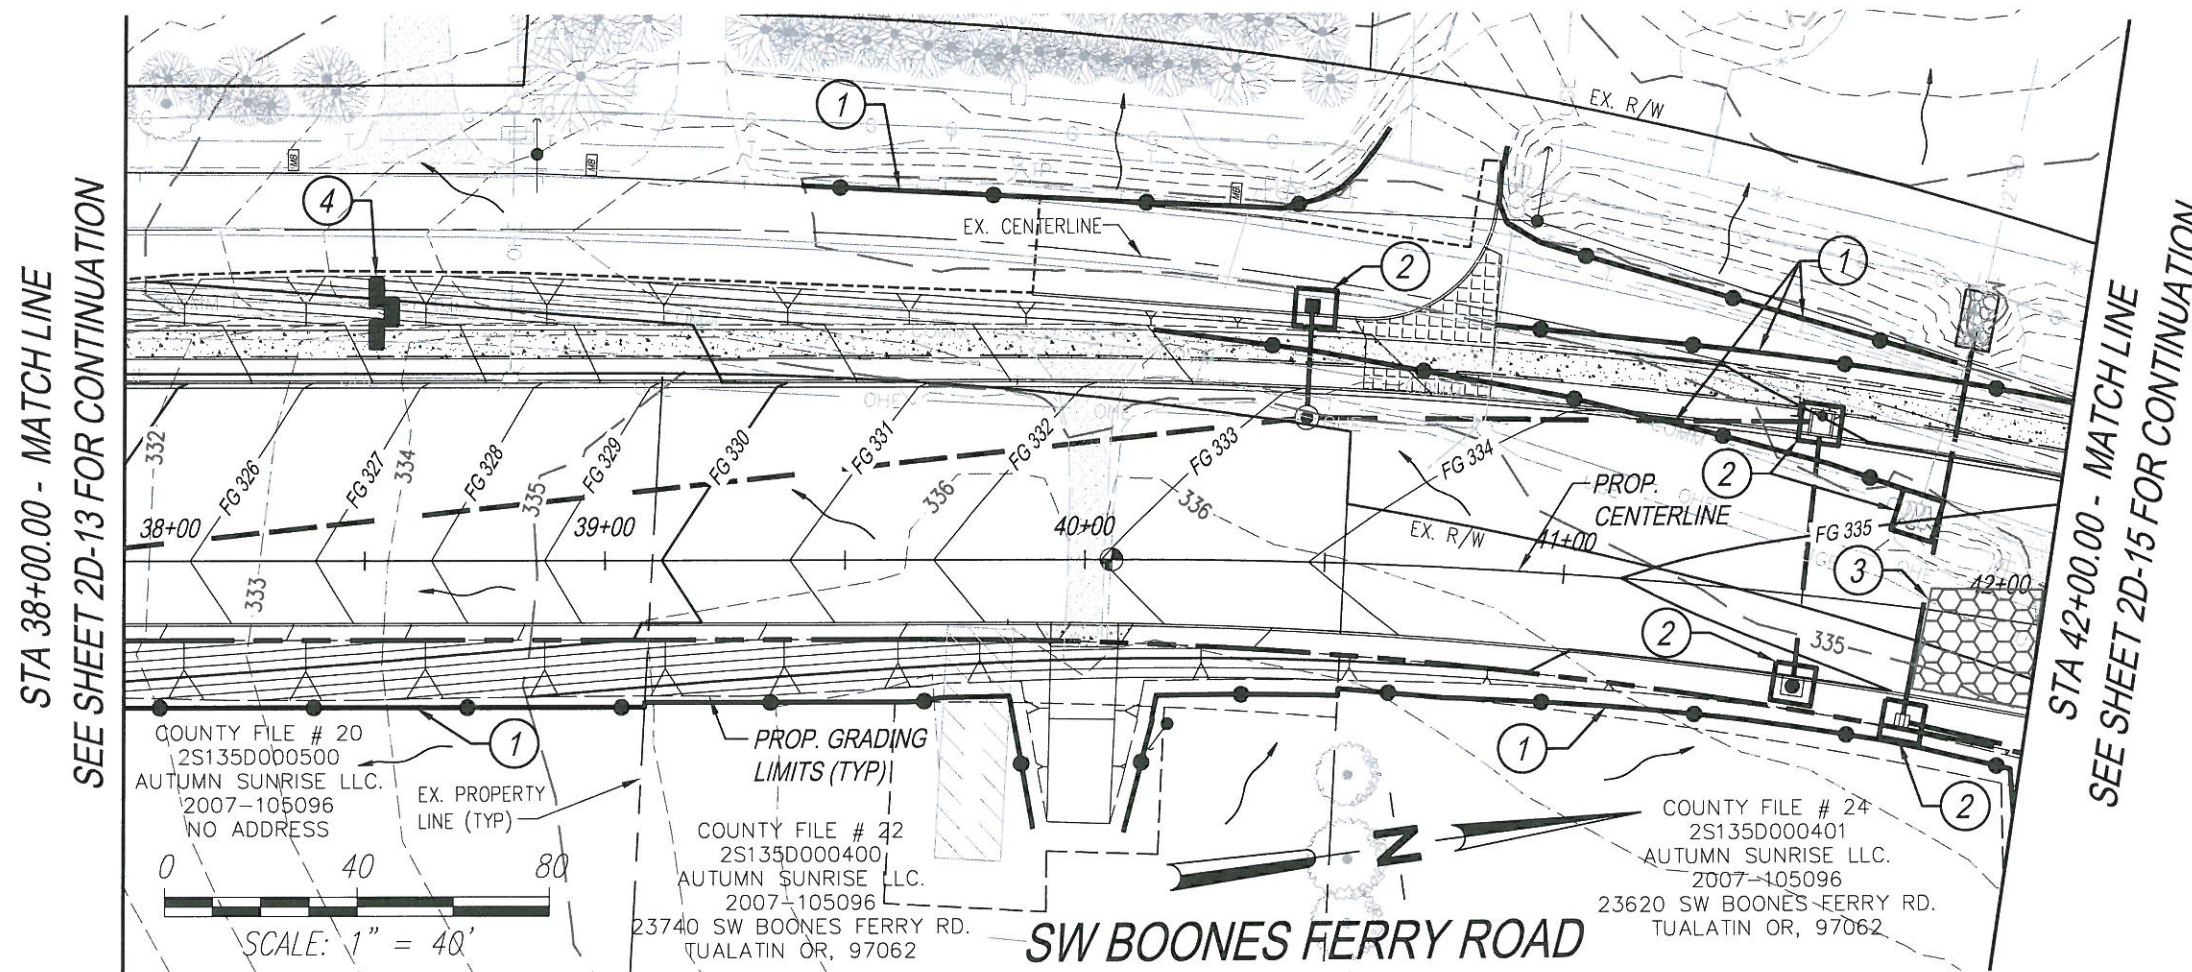 STA 38+00.00 - MATCH LINE
SEE SHEET 2D-13 FOR CONTINUATION
1
EX. R/W
MB
MB
MB
4
EX. CENTERLINE
2
1
332
FG 326
FG 327
334
FG 328
FG 329
FG 330
FG 331
FG 332
FG 333
FG 334
335
336
336
2
PROP.
CENTERLINE
EX. R/W
FG 335
38+00
39+00
40+00
41+00
42+00
3
333
2
335
1
1
2
PROP. GRADING
LIMITS (TYP)
COUNTY FILE # 20
2S135D000500
AUTUMN SUNRISE LLC.
2007-105096
NO ADDRESS
EX. PROPERTY
LINE (TYP)
COUNTY FILE # 22
2S135D000400
AUTUMN SUNRISE LLC.
2007-105096
23740 SW BOONES FERRY RD.
TUALATIN OR, 97062
N
COUNTY FILE # 24
2S135D000401
AUTUMN SUNRISE LLC.
2007-105096
23620 SW BOONES FERRY RD.
TUALATIN OR, 97062
0 40 80
SCALE: 1" = 40'
SW BOONES FERRY ROAD
STA 42+00.00 - MATCH LINE
SEE SHEET 2D-15 FOR CONTINUATION